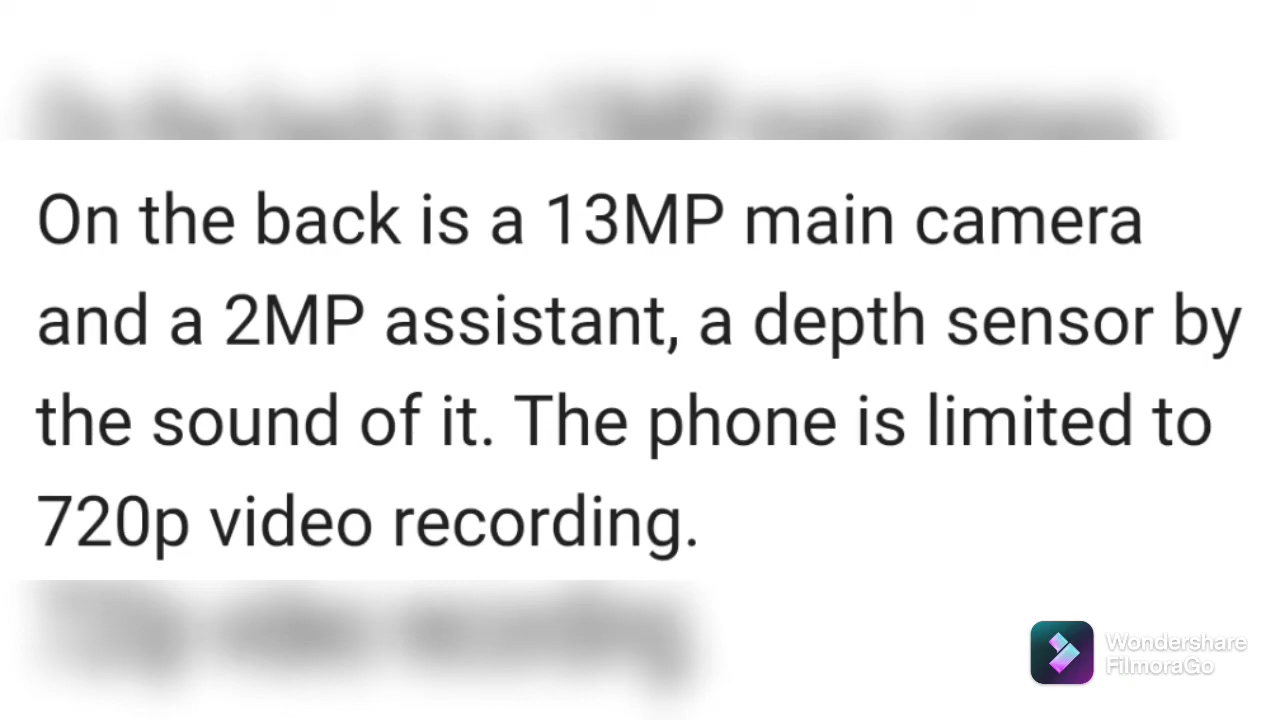 On the back is a 13MP main camera
and a 2MP assistant, a depth sensor by
the sound of it. The phone is limited to
720p video recording.
Wondershare
FilmoraGo